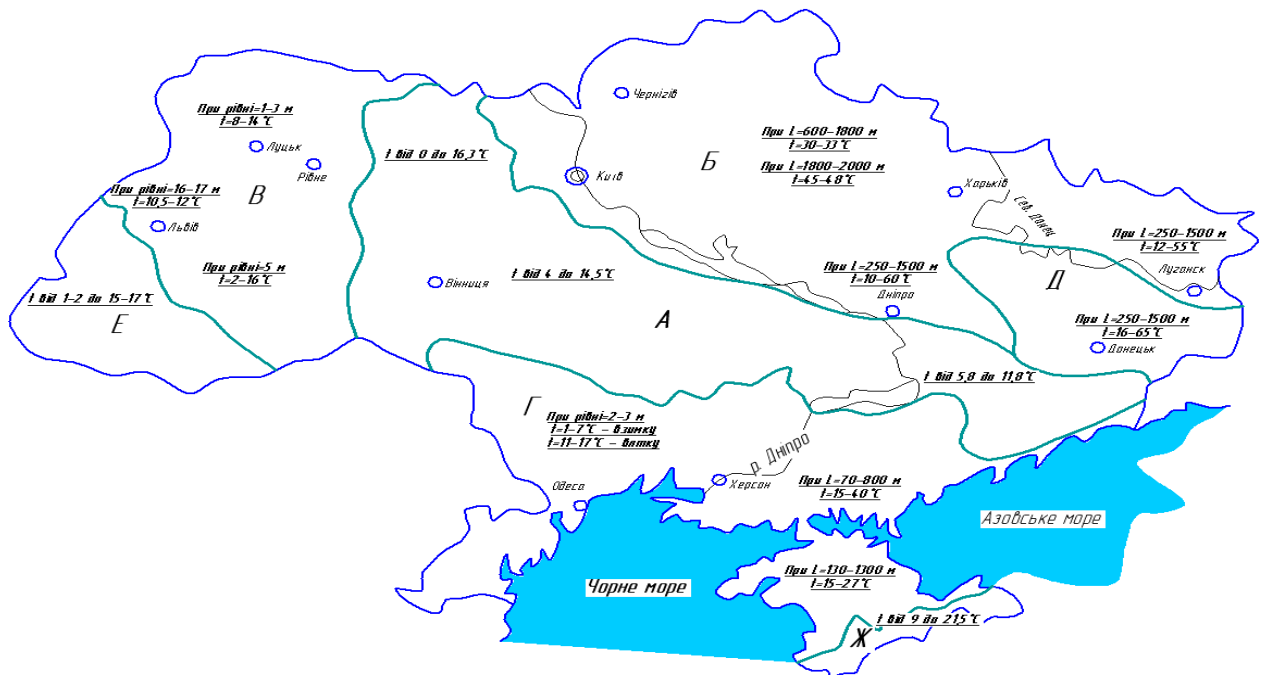 Чернігів
При рівні=1-3 м
t=8-14°C
Луцьк
Рівне
t від 0 до 16,3°C
При L=600-1800 м
t=30-33°C
При L=1800-2000 м
t=45-48°C
Б
Київ
Харьків
При рівні=16-17 м
t=10,5-12°C
В
Львів
Сев. Донец
При L=250-1500 м
t=12-55°C
Луганск
При рівні=5 м
t=2-16°C
Вінниця
t від 4 до 14,5°C
При L=250-1500 м
t=10-60°C
Дніпро
Д
t від 1-2 до 15-17°C
Е
А
При L=250-1500 м
t=16-65°C
Донецьк
t від 5,8 до 11,8°C
Г
При рівні=2-3 м
t=1-7°C - взимку
t=11-17°C - влтку
р. Дніпро
Херсон
Одеса
При L=70-800 м
t=15-40°C
Азовське море
Чорне море
При L=130-1300 м
t=15-27°C
t від 9 до 21,5°C
Ж